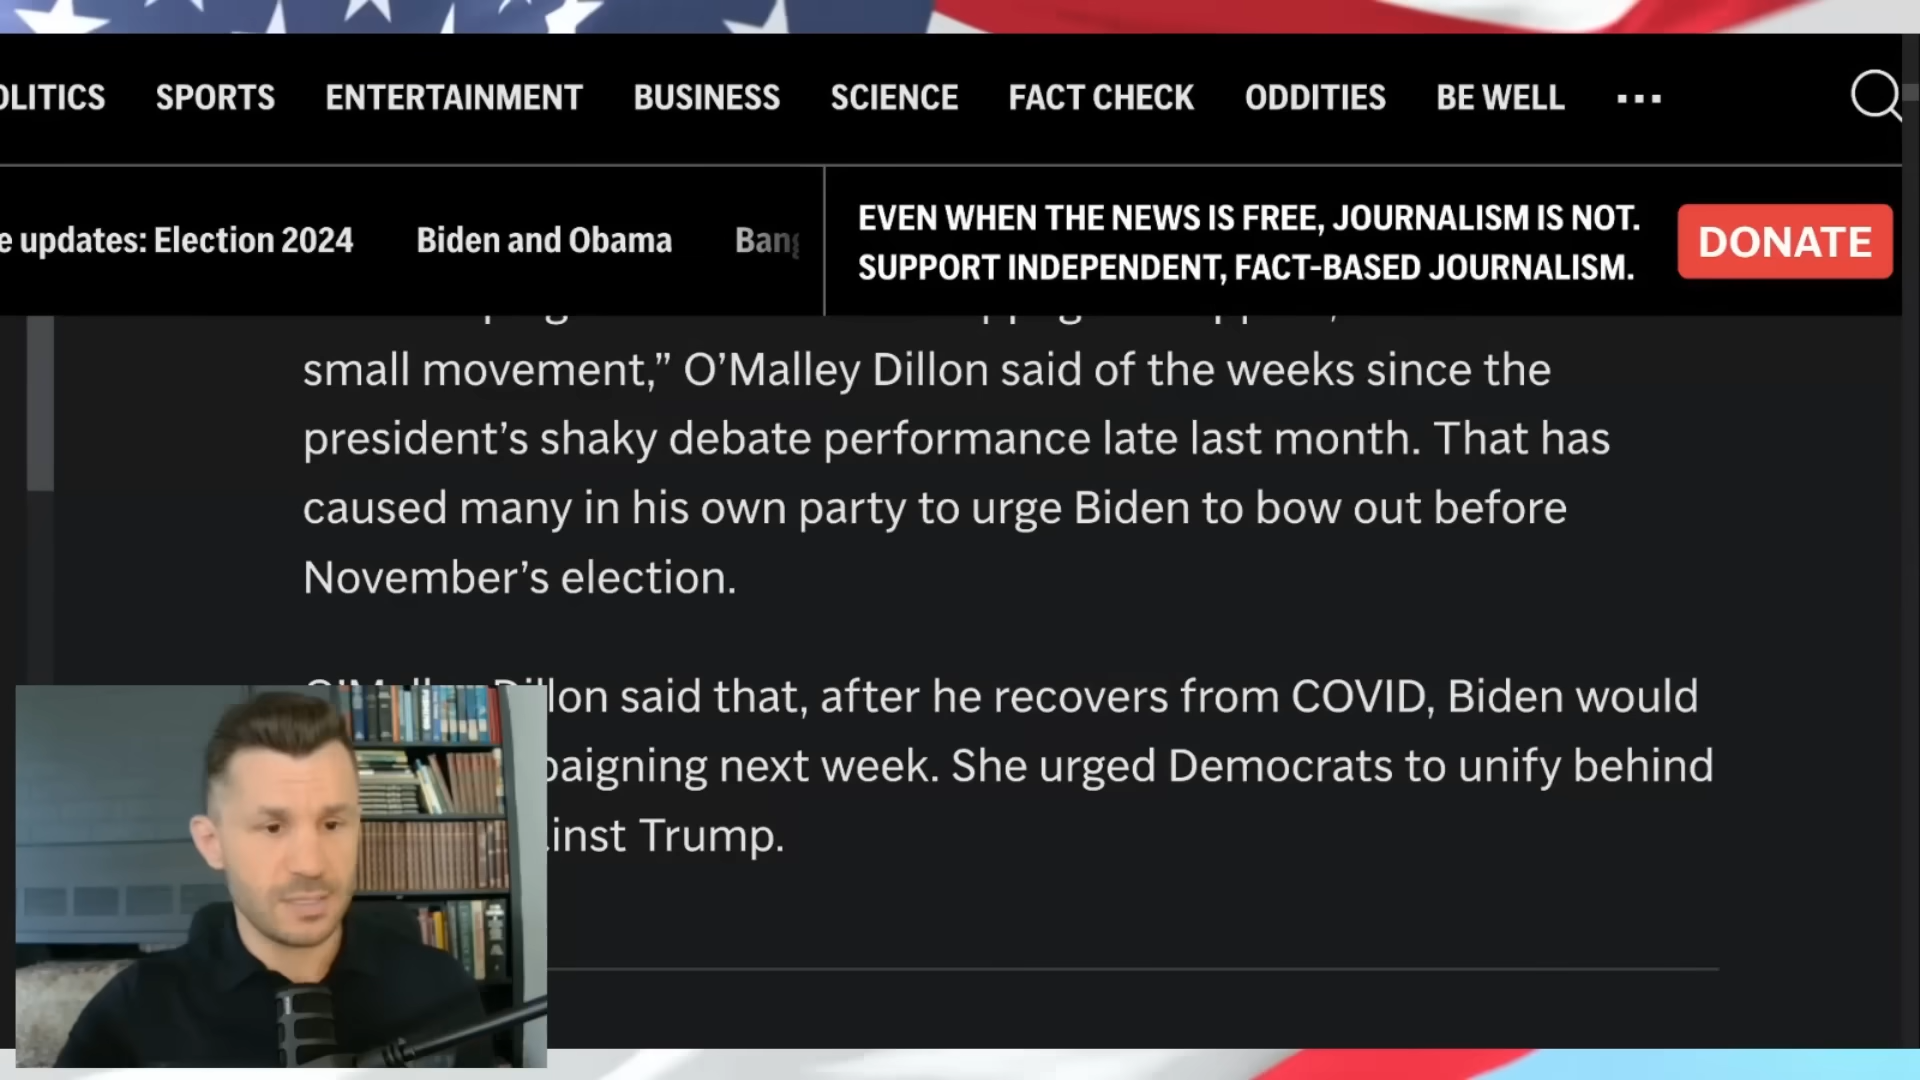 OLITICS SPORTS ENTERTAINMENT BUSINESS SCIENCE FACT CHECK ODDITIES BE WELL ...
e updates: Election 2024 Biden and Obama Bang
EVEN WHEN THE NEWS IS FREE, JOURNALISM IS NOT.
SUPPORT INDEPENDENT, FACT-BASED JOURNALISM.
DONATE
small movement,” O’Malley Dillon said of the weeks since the
president’s shaky debate performance late last month. That has
caused many in his own party to urge Biden to bow out before
November’s election.
O’Malley Dillon said that, after he recovers from COVID, Biden would
paigning next week. She urged Democrats to unify behind
inst Trump.